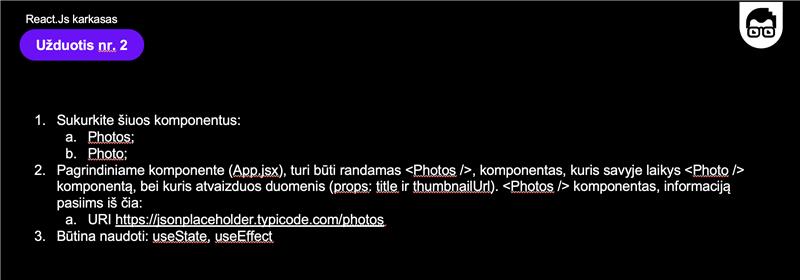 React.Js karkasas
Užduotis nr. 2
1. Sukurkite šiuos komponentus:
a. Photos;
b. Photo;
2. Pagrindiniame komponente (App.jsx), turi būti randamas <Photos />, komponentas, kuris savyje laikys <Photo />
komponentą, bei kuris atvaizduos duomenis (props: title ir thumbnailUrl). <Photos /> komponentas, informaciją
pasiims iš čia:
a. URI https://jsonplaceholder.typicode.com/photos
3. Būtina naudoti: useState, useEffect